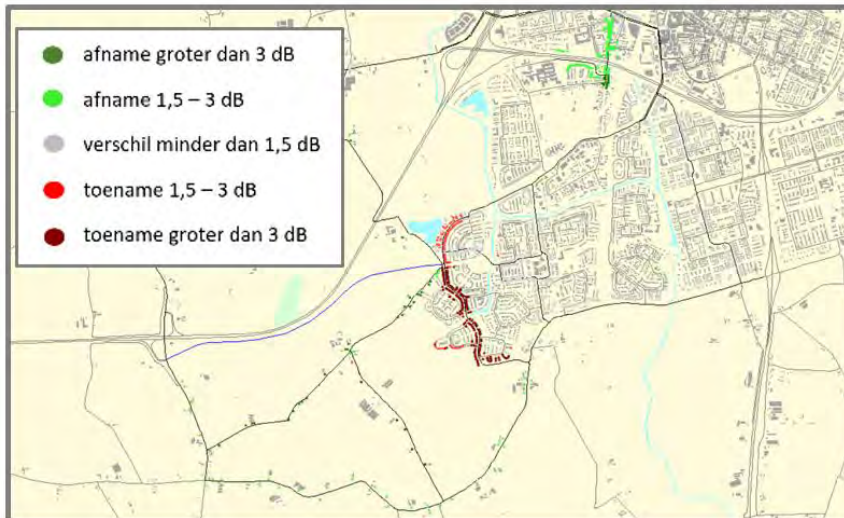 afname groter dan 3 dB
afname 1,5 – 3 dB
verschil minder dan 1,5 dB
toename 1,5 – 3 dB
toename groter dan 3 dB